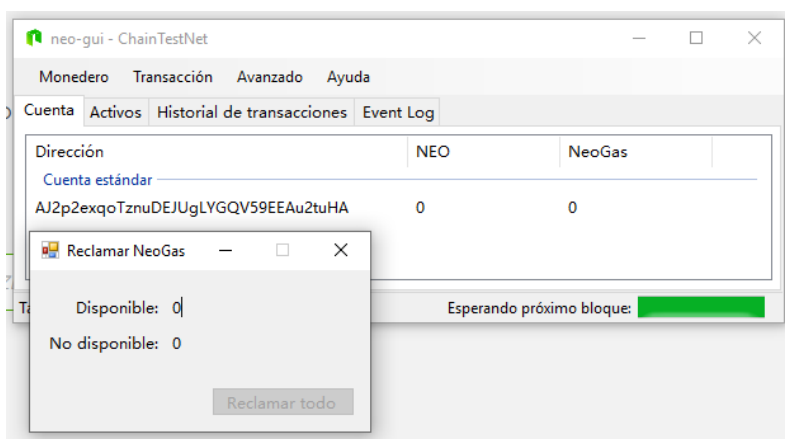 neo-gui - ChainTestNet
Monedero Transacción Avanzado Ayuda
Cuenta Activos Historial de transacciones Event Log
Dirección NEO NeoGas
Cuenta estándar
AJ2p2exqoTznuDEJUgLYGQV59EEAu2tuHA 0 0
Esperando próximo bloque:
Reclamar NeoGas
Disponible: 0
No disponible: 0
Reclamar todo